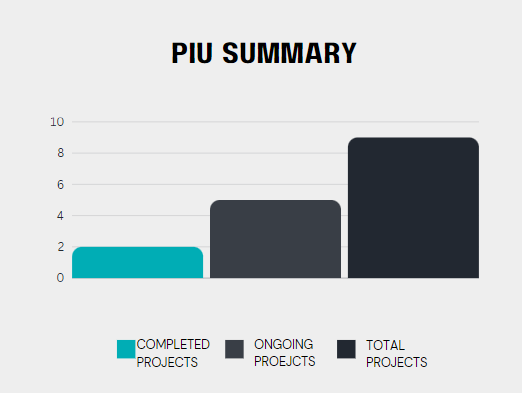 PIU SUMMARY
10
8
6
4
2
0
COMPLETED
PROJECTS
ONGOING
PROEJCTS
TOTAL
PROJECTS